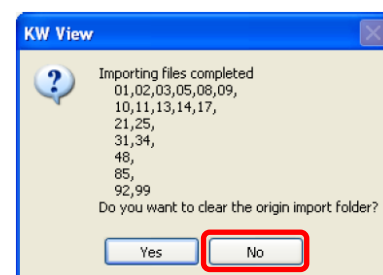 KW View
Importing files completed
01,02,03,05,08,09,
10,11,13,14,17,
21,25,
31,34,
48,
85,
92,99
Do you want to clear the origin import folder?
Yes
No